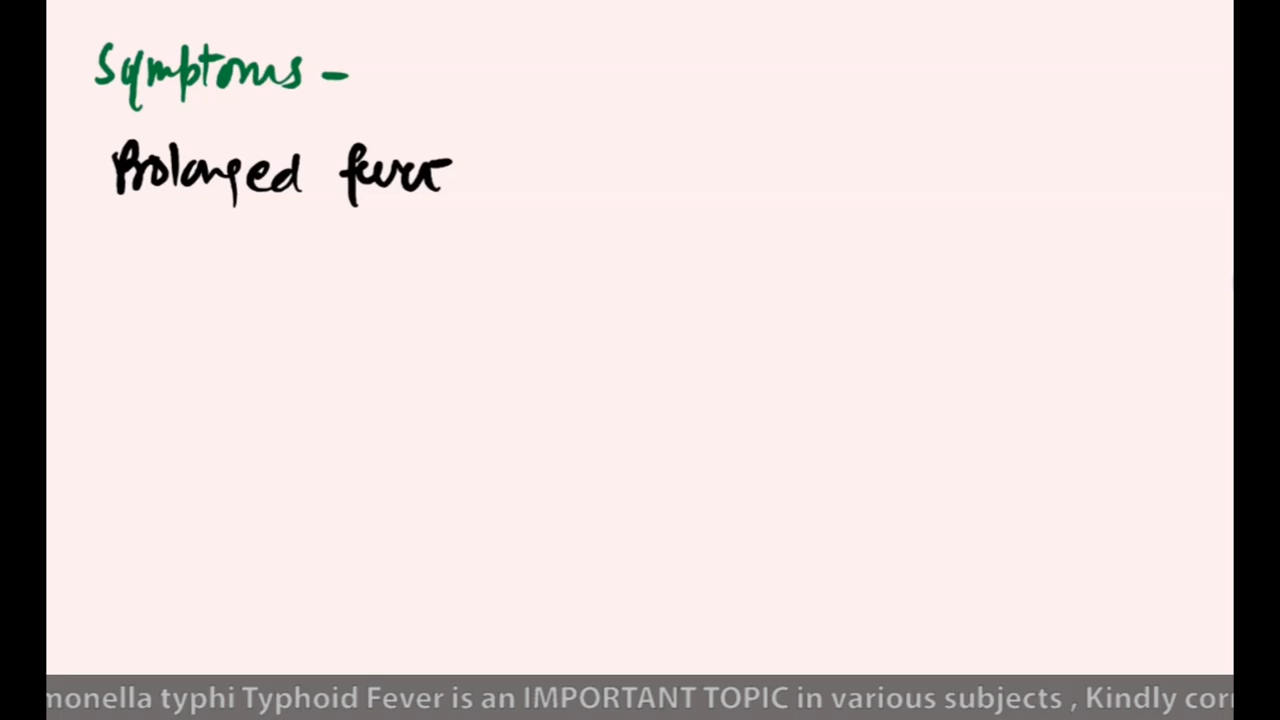 Symptoms -
Prolonged fever
monella typhi Typhoid Fever is an IMPORTANT TOPIC in various subjects , Kindly cor